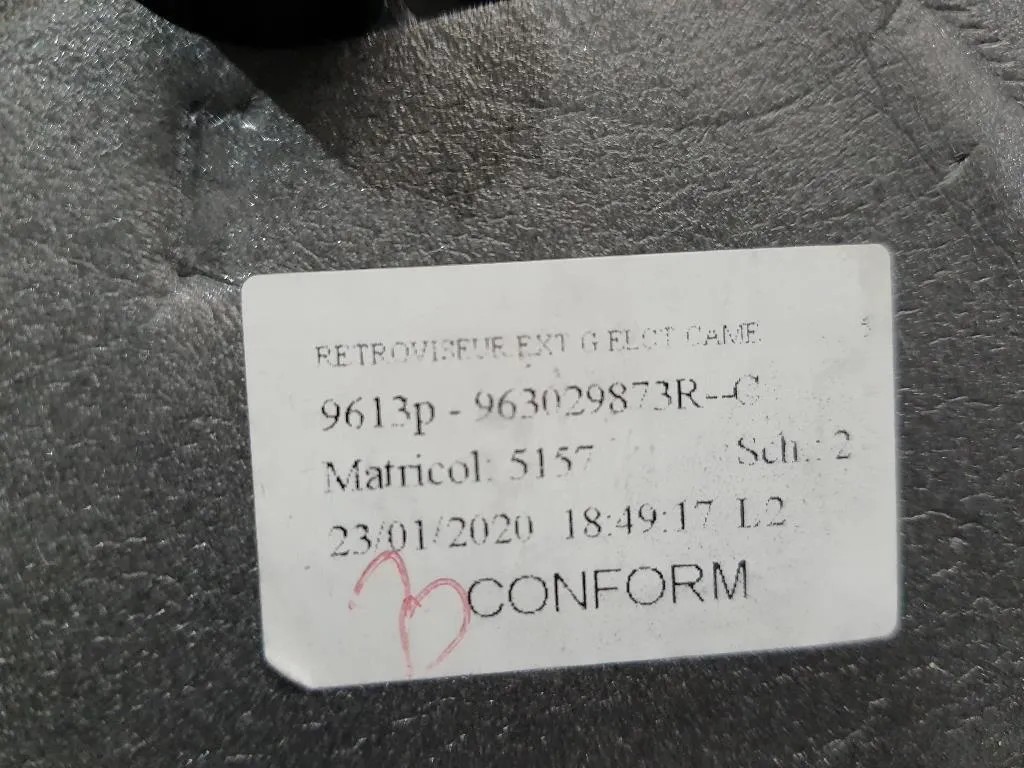 RETROVISEUR EXT G ELCT CAME
9613p - 963029873R--C
Matricol: 5157 Sch.: 2
23/01/2020 18:49:17 L2
CONFORM